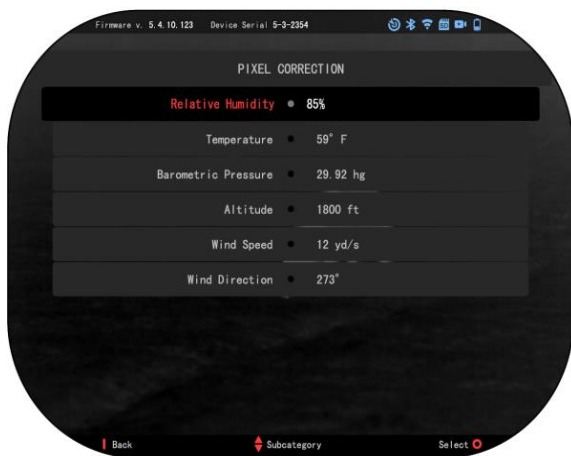 Firmware v. 5.4.10.123 Device Serial 5-3-2354
PIXEL CORRECTION
Relative Humidity 85%
Temperature 59° F
Barometric Pressure 29.92 hg
Altitude 1800 ft
Wind Speed 12 yd/s
Wind Direction 273°
Back Subcategory Select